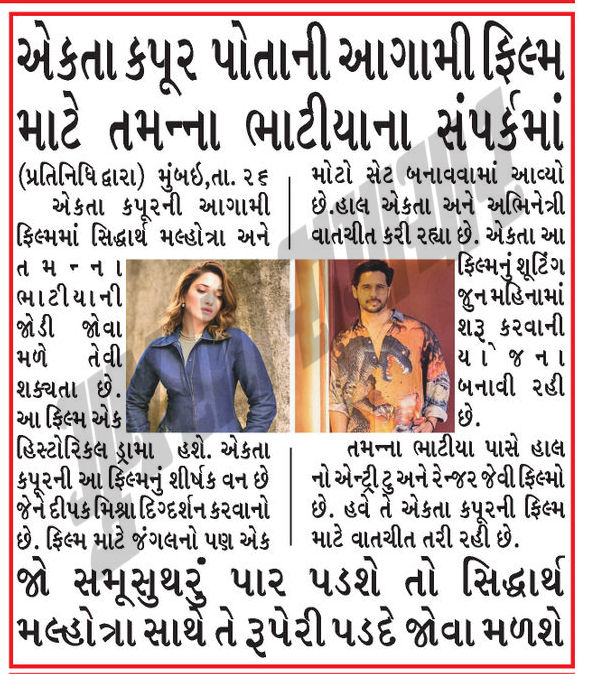 એકતા કપૂર પોતાની આગામી ફિલ્મ
માટે તમન્ના ભાટીયાના સંપર્કમાં
(પ્રતિનિધિ દ્વારા) મુંબઇ,તા. ૨૬
એકતા કપૂરની આગામી
ફિલ્મમાં સિદ્ધાર્થ મલ્હોત્રા અને
તમન્ના
ભાટીયાની
જોડી જોવા
મળે તેવી
શક્યતા છે.
આ ફિલ્મ એક
હિસ્ટોરિકલ ડ્રામા હશે. એકતા
કપૂરની આ ફિલ્મનું શીર્ષક વન છે
જેને દીપક મિશ્રા દિગ્દર્શન કરવાનો
છે. ફિલ્મ માટે જંગલનો પણ એક
મોટો સેટ બનાવવામાં આવ્યો
છે.હાલ એકતા અને અભિનેત્રી
વાતચીત કરી રહ્યા છે. એકતા આ
ફિલ્મનું શૂટિંગ
જુન મહિનામાં
શરૂ કરવાની
યોજના
બનાવી રહી
છે.
તમન્ના ભાટીયા પાસે હાલ
નો એન્ટ્રી ટુ અને રેન્જર જેવી ફિલ્મો
છે. હવે તે એકતા કપૂરની ફિલ્મ
માટે વાતચીત તરી રહી છે.
જો સમૂસુથરું પાર પડશે તો સિદ્ધાર્થ
મલ્હોત્રા સાથે તે રૂપેરી પડદે જોવા મળશે